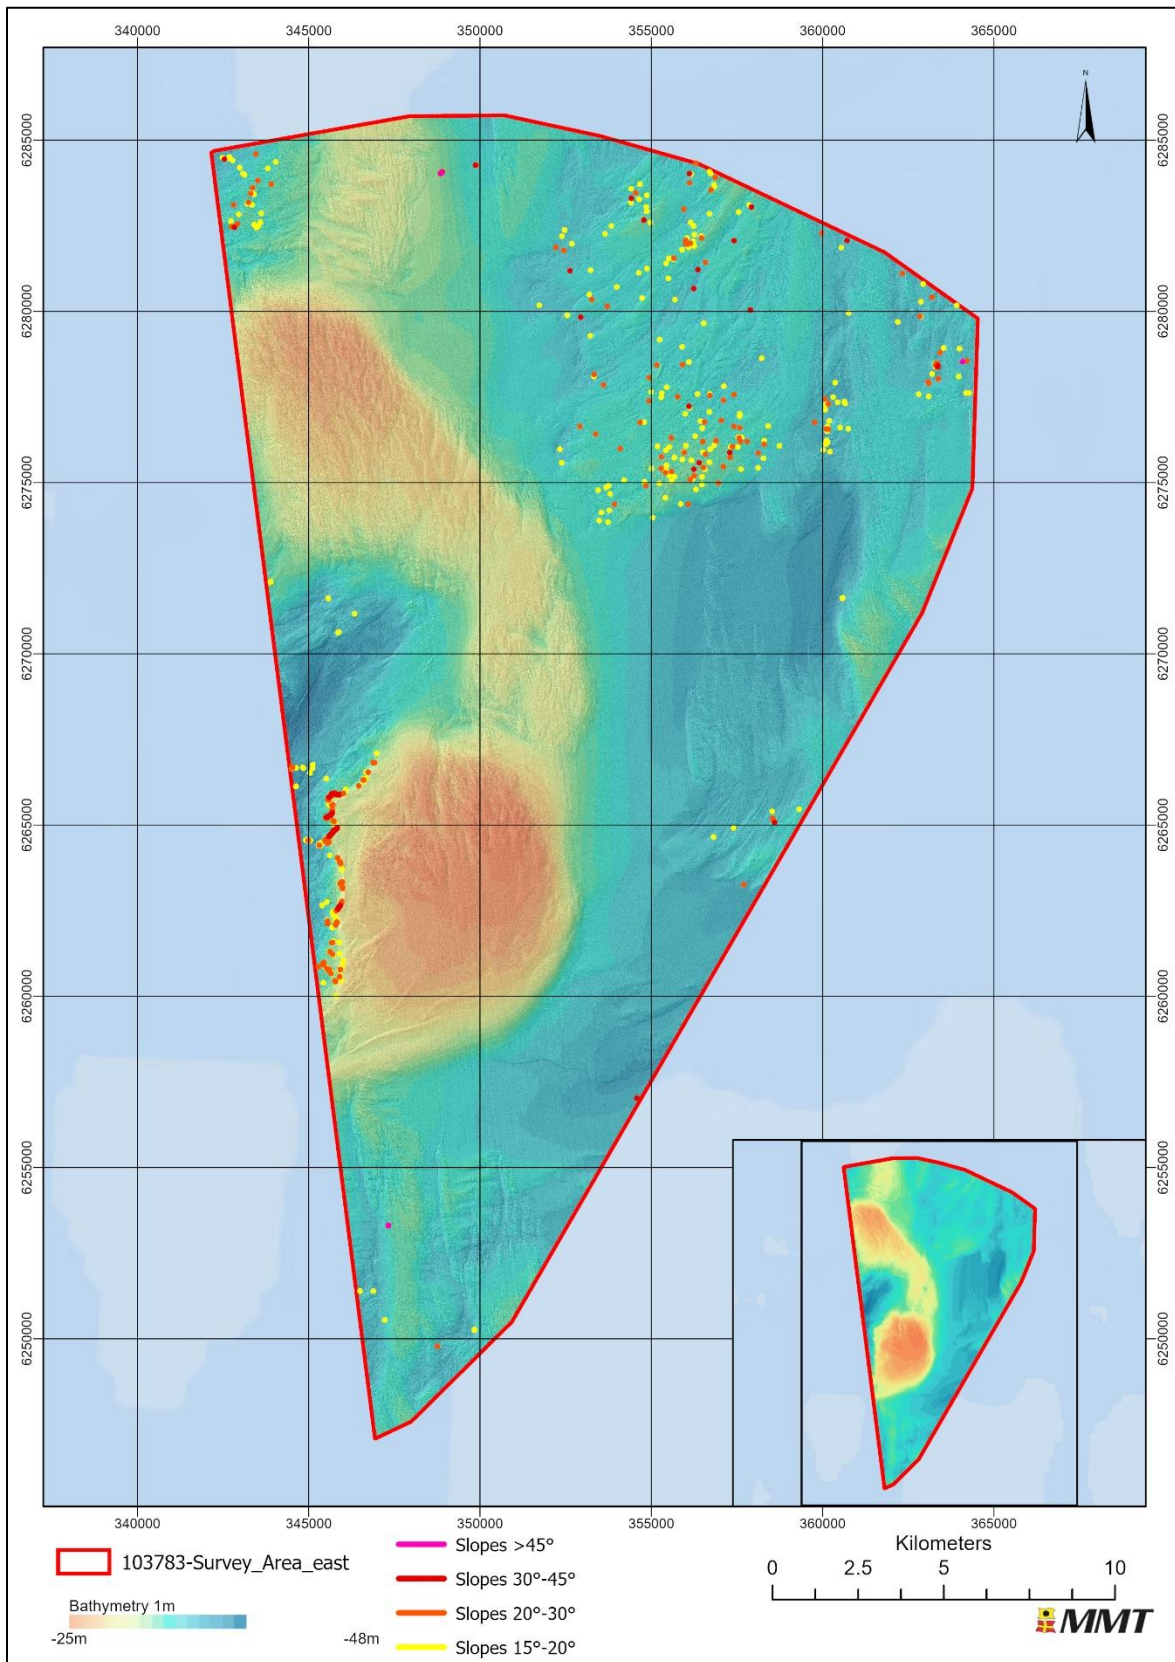 340000 345000 350000 355000 360000 365000
N
6285000 6285000
6280000 6280000
6275000 6275000
6270000 6270000
6265000 6265000
6260000 6260000
6255000 6255000
6250000 6250000
340000 345000 350000 355000 360000 365000
103783-Survey_Area_east
Bathymetry 1m
-25m -48m
Slopes >45°
Slopes 30°-45°
Slopes 20°-30°
Slopes 15°-20°
Kilometers
0 2.5 5 10
MMT